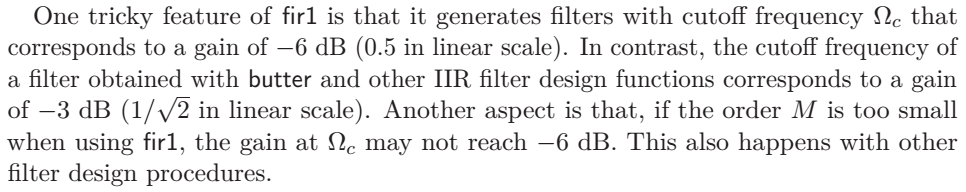 One tricky feature of fir1 is that it generates filters with cutoff frequency Ω_c that
corresponds to a gain of −6 dB (0.5 in linear scale). In contrast, the cutoff frequency of
a filter obtained with butter and other IIR filter design functions corresponds to a gain
of −3 dB (1/√2 in linear scale). Another aspect is that, if the order M is too small
when using fir1, the gain at Ω_c may not reach −6 dB. This also happens with other
filter design procedures.